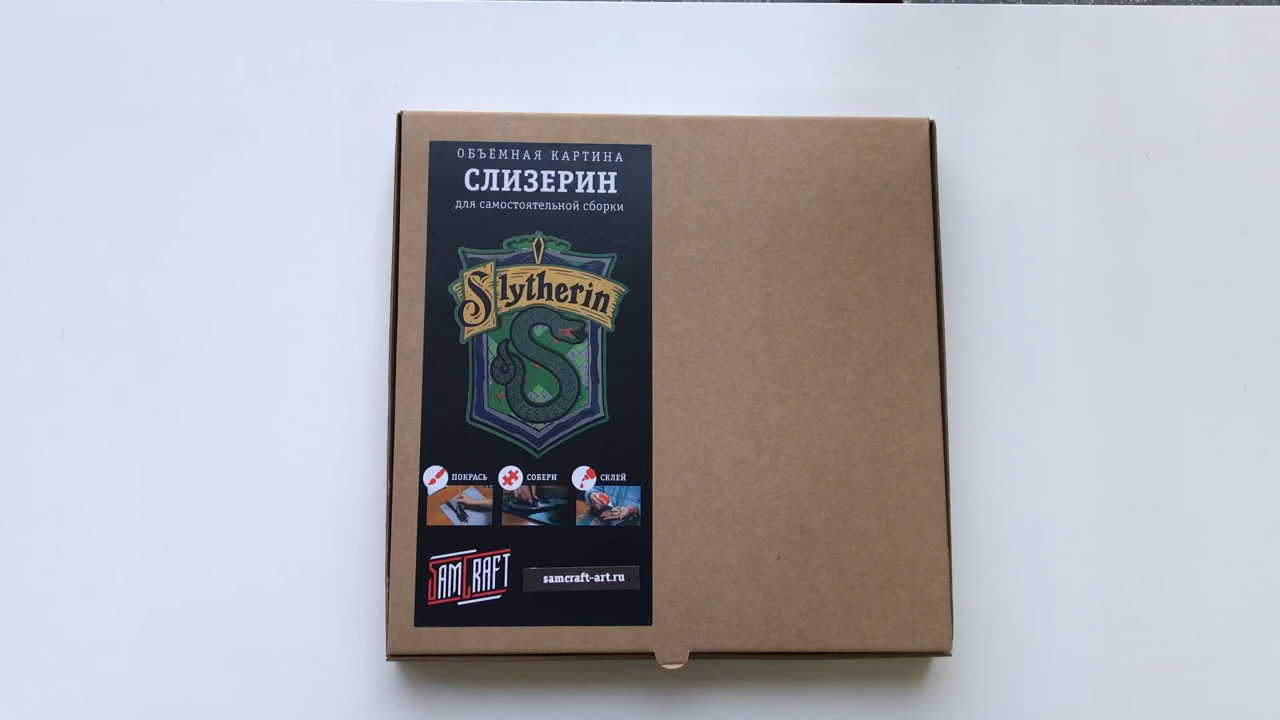 ОБЪЁМНАЯ КАРТИНА
СЛИЗЕРИН
для самостоятельной сборки
Slytherin
ПОКРАСЬ СОБЕРИ СКЛЕЙ
SAMCRAFT
samcraft-art.ru